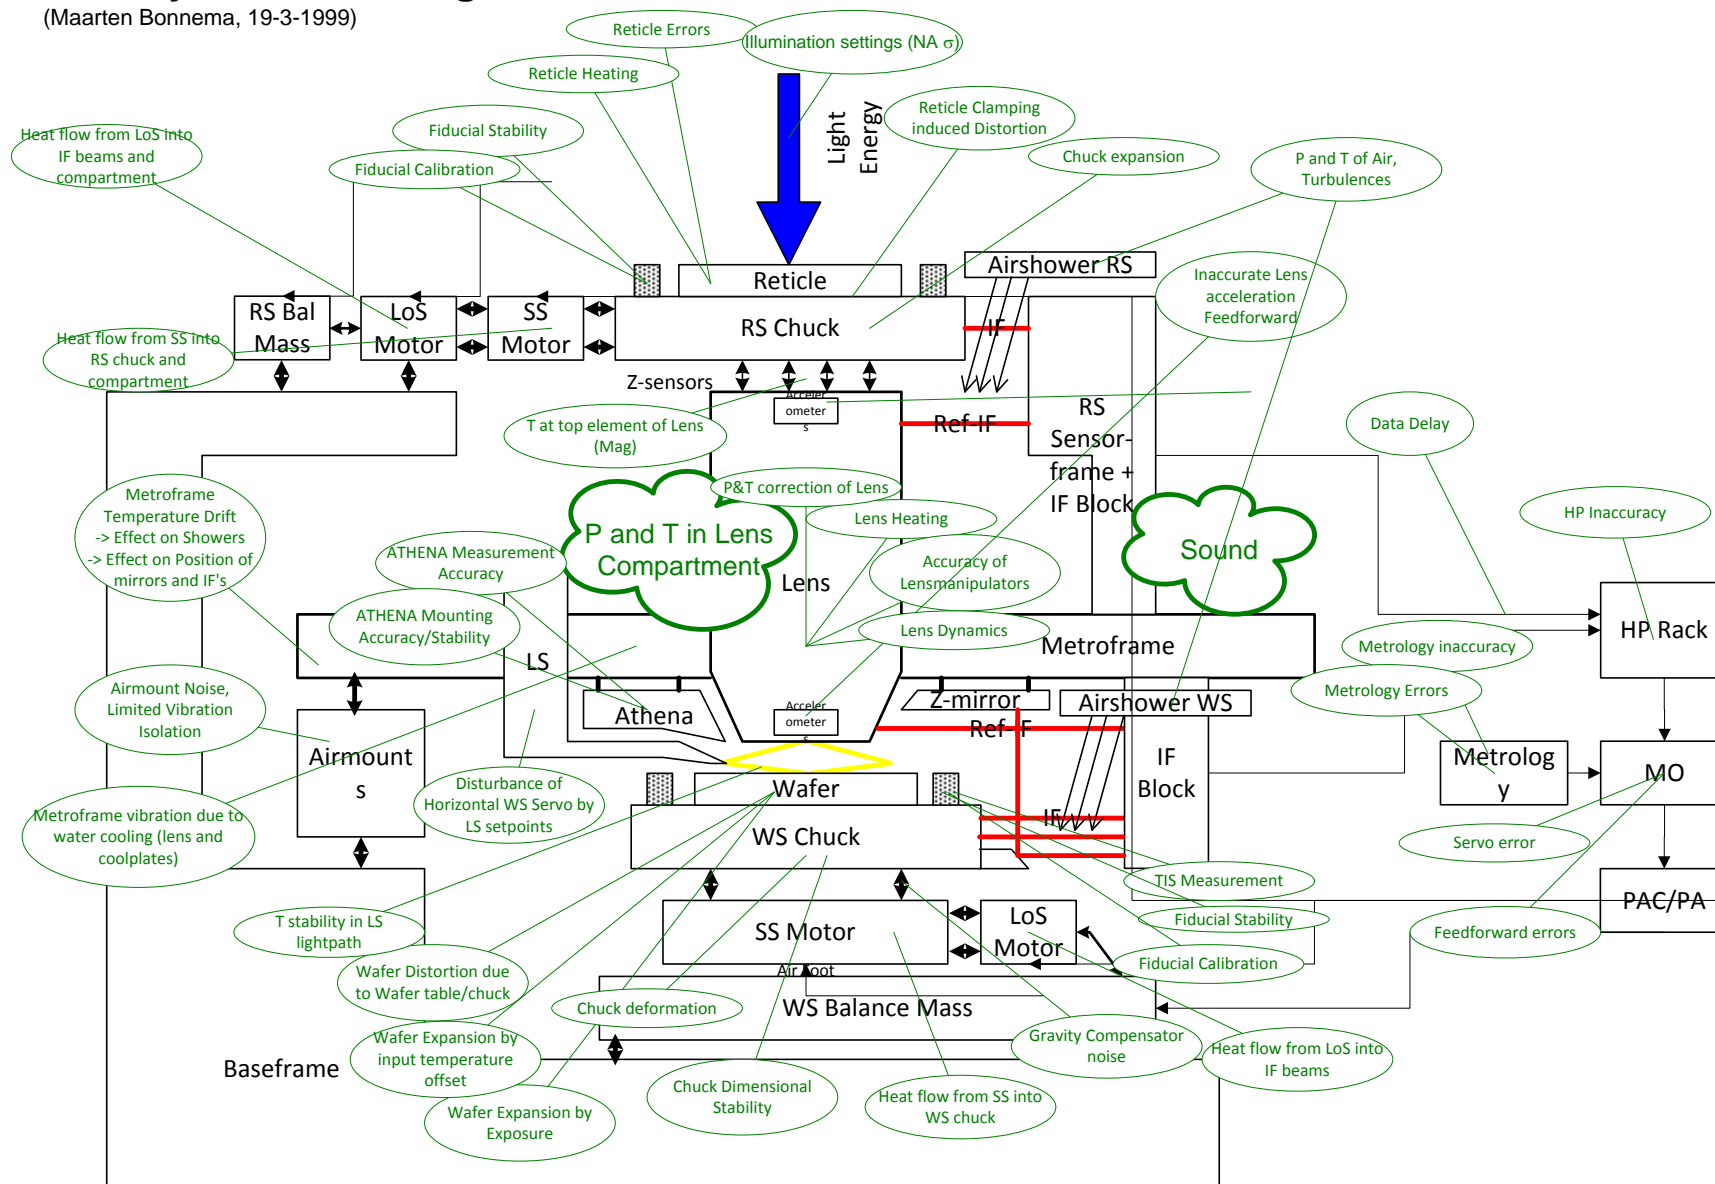 (Maarten Bonnema, 19-3-1999)
Reticle Errors
Illumination settings (NA σ)
Reticle Heating
Light
Energy
Reticle Clamping
induced Distortion
Heat flow from LoS into
IF beams and
compartment
Fiducial Stability
Fiducial Calibration
Chuck expansion
P and T of Air,
Turbulences
Airshower RS
Reticle
Inaccurate Lens
acceleration
Feedforward
RS Bal
Mass
LoS
Motor
SS
Motor
RS Chuck
IF
Heat flow from SS into
RS chuck and
compartment
Z-sensors
Acceler
ometer
s
T at top element of Lens
(Mag)
Ref-IF
RS
Sensor-
frame +
IF Block
Data Delay
Metroframe
Temperature Drift
-> Effect on Showers
-> Effect on Position of
mirrors and IF's
P&T correction of Lens
Lens Heating
HP Inaccuracy
P and T in Lens
Compartment
Sound
ATHENA Measurement
Accuracy
Lens
Accuracy of
Lensmanipulators
ATHENA Mounting
Accuracy/Stability
Lens Dynamics
Metroframe
HP Rack
Metrology inaccuracy
LS
Airmount Noise,
Limited Vibration
Isolation
Metrology Errors
Athena
Acceler
ometer
s
Z-mirror
Airshower WS
Ref-IF
Airmount
s
IF
Block
Metrolog
y
MO
Disturbance of
Horizontal WS Servo by
LS setpoints
Wafer
Metroframe vibration due to
water cooling (lens and
coolplates)
WS Chuck
IF
Servo error
TIS Measurement
PAC/PA
Fiducial Stability
T stability in LS
lightpath
SS Motor
LoS
Motor
Feedforward errors
Fiducial Calibration
Wafer Distortion due
to Wafer table/chuck
Air Foot
Chuck deformation
WS Balance Mass
Wafer Expansion by
input temperature
offset
Gravity Compensator
noise
Heat flow from LoS into
IF beams
Baseframe
Chuck Dimensional
Stability
Heat flow from SS into
WS chuck
Wafer Expansion by
Exposure